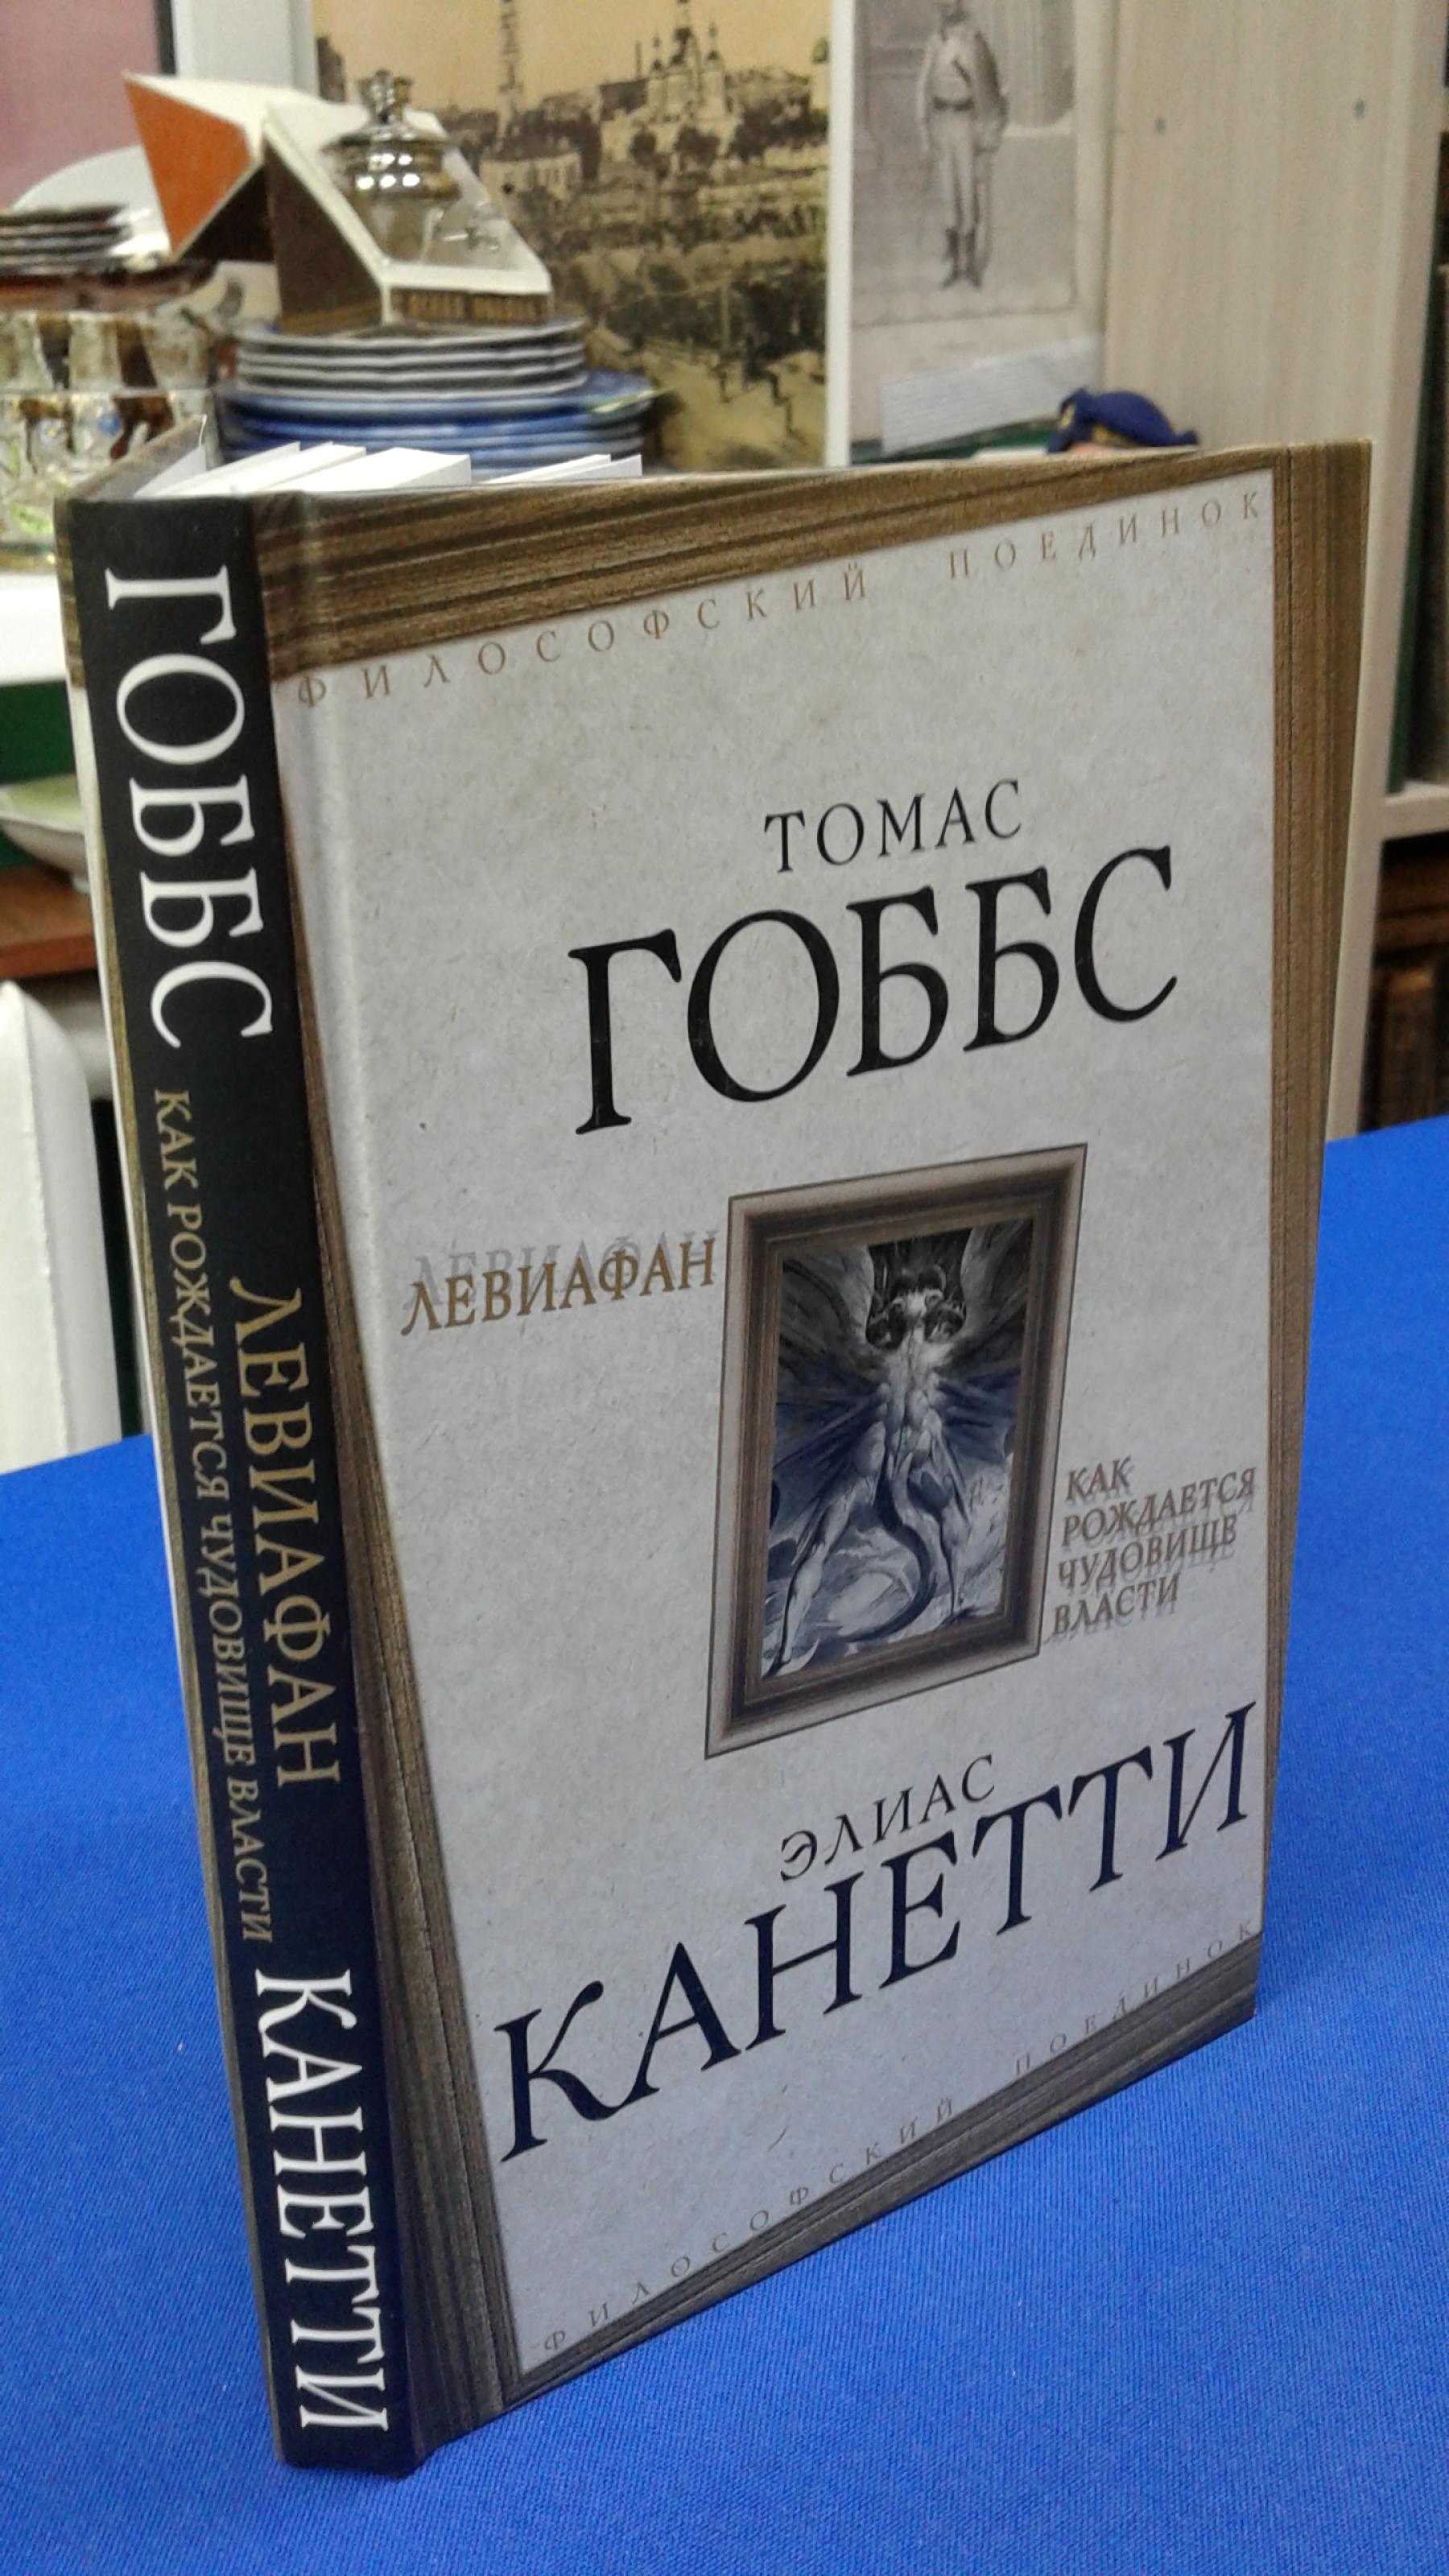 ГОББС
КАК РОЖДАЕТСЯ ЧУДОВИЩЕ ВЛАСТИ
ЛЕВИАФАН
КАНЕТТИ
ФИЛОСОФСКИЙ ПОЕДИНОК
ТОМАС
ГОББС
ЛЕВИАФАН
КАК
РОЖДАЕТСЯ
ЧУДОВИЩЕ
ВЛАСТИ
ЭЛИАС
КАНЕТТИ
ФИЛОСОФСКИЙ ПОЕДИНОК